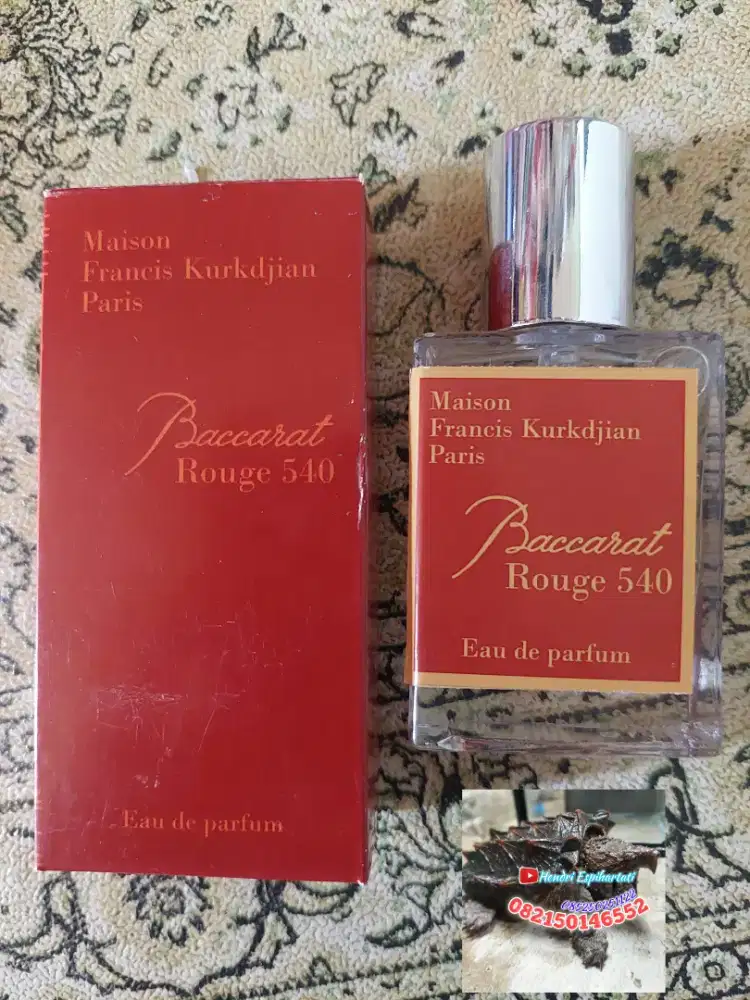 Maison
Francis Kurkdjian
Paris
Baccarat
Rouge 540
Eau de parfum
Maison
Francis Kurkdjian
Paris
Baccarat
Rouge 540
Eau de parfum
Hendri Espihartati
082150146552